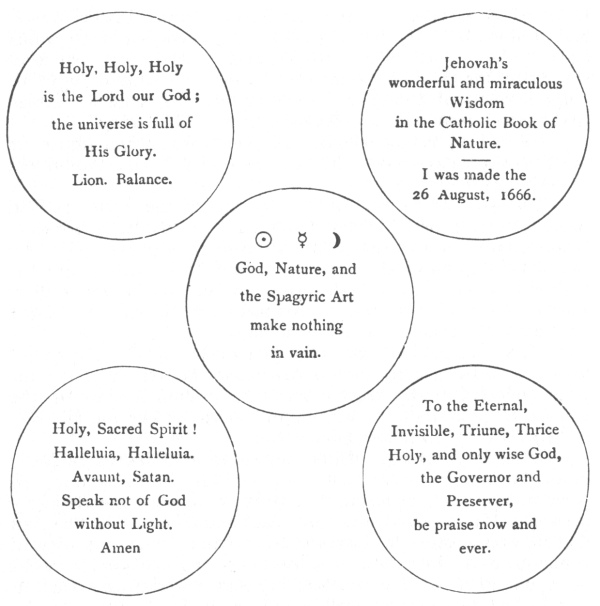 Holy, Holy, Holy
is the Lord our God;
the universe is full of
His Glory.
Lion. Balance.
Jehovah's
wonderful and miraculous
Wisdom
in the Catholic Book of
Nature.
I was made the
26 August, 1666.
☉ ☿ ☽
God, Nature, and
the Spagyric Art
make nothing
in vain.
Holy, Sacred Spirit!
Halleluia, Halleluia.
Avaunt, Satan.
Speak not of God
without Light.
Amen
To the Eternal,
Invisible, Triune, Thrice
Holy, and only wise God,
the Governor and
Preserver,
be praise now and
ever.